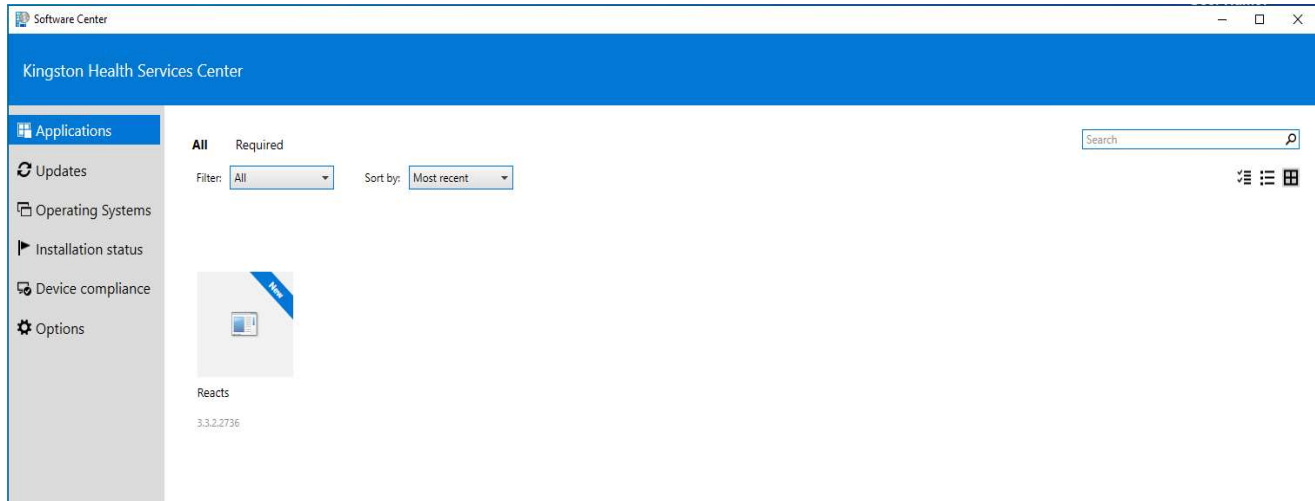 Software Center
Kingston Health Services Center
Applications
Updates
Operating Systems
Installation status
Device compliance
Options
All Required
Search
Filter: All Sort by: Most recent
New
Reacts
3.3.2.2736